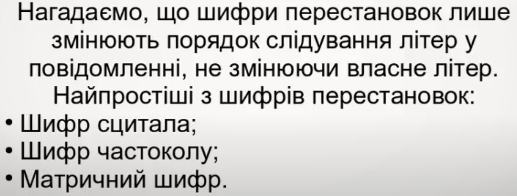 Нагадаємо, що шифри перестановок лише
змінюють порядок слідування літер у
повідомленні, не змінюючи власне літер.
Найпростіші з шифрів перестановок:
• Шифр сцитала;
• Шифр частоколу;
• Матричний шифр.